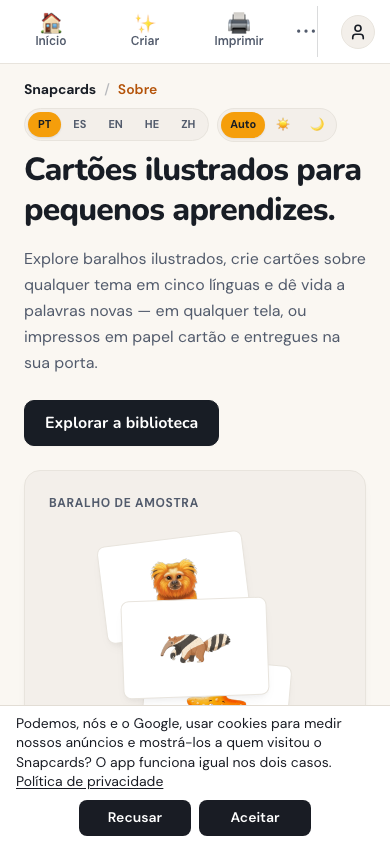 Início
Criar
Imprimir
Snapcards / Sobre
PT ES EN HE ZH
Auto
Cartões ilustrados para
pequenos aprendizes.
Explore baralhos ilustrados, crie cartões sobre
qualquer tema em cinco línguas e dê vida a
palavras novas — em qualquer tela, ou
impressos em papel cartão e entregues na
sua porta.
Explorar a biblioteca
BARALHO DE AMOSTRA
Podemos, nós e o Google, usar cookies para medir
nossos anúncios e mostrá-los a quem visitou o
Snapcards? O app funciona igual nos dois casos.
Política de privacidade
Recusar
Aceitar